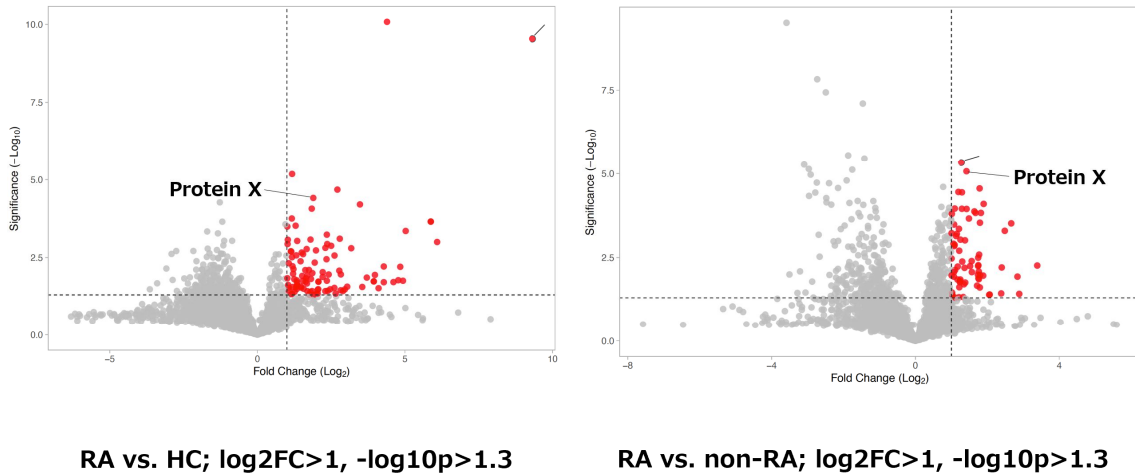 10.0
7.5
5.0
2.5
0.0
Significance (−Log10)
Protein X
−5
0
5
10
Fold Change (Log2)
7.5
5.0
2.5
0.0
Significance (−Log10)
Protein X
−8
−4
0
4
Fold Change (Log2)
RA vs. HC; log2FC>1, -log10p>1.3
RA vs. non-RA; log2FC>1, -log10p>1.3